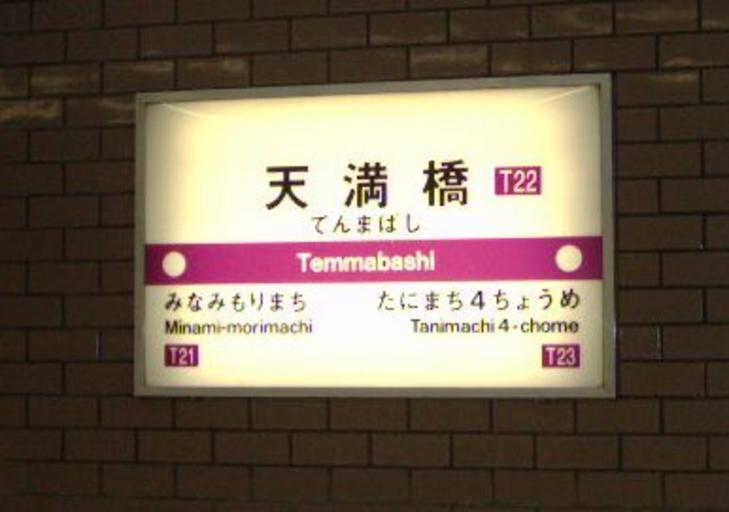 天満橋 T22
てんまばし
Temmabashi
みなみもりまち たにまち4ちょうめ
Minami-morimachi Tanimachi 4-chome
T21 T23